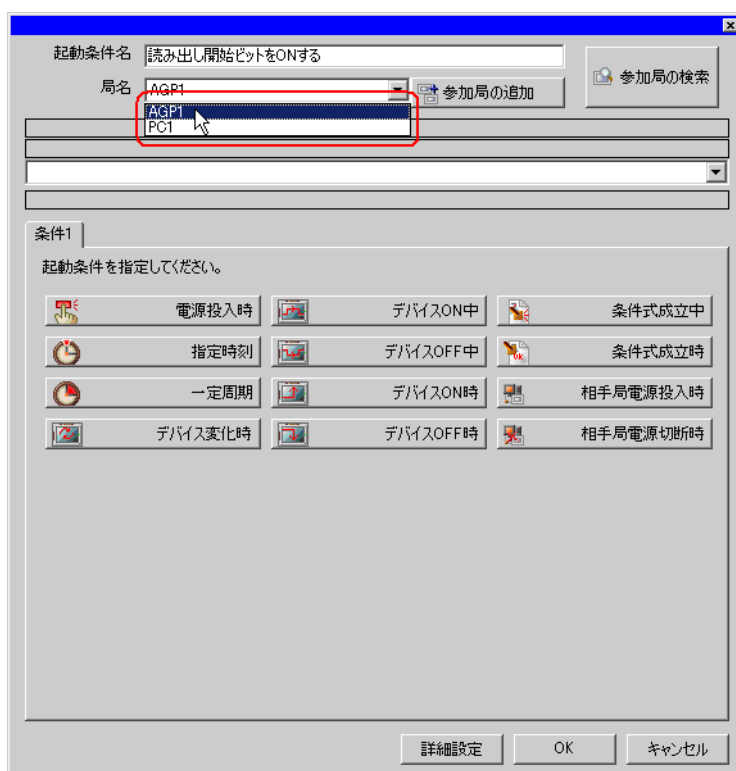 起動条件名 読み出し開始ビットをONする
参加局の検索
局名 AGP1 参加局の追加
AGP1
PC1
条件1
起動条件を指定してください。
電源投入時 デバイスON中 条件式成立中
指定時刻 デバイスOFF中 条件式成立時
一定周期 デバイスON時 相手局電源投入時
デバイス変化時 デバイスOFF時 相手局電源切断時
詳細設定 OK キャンセル